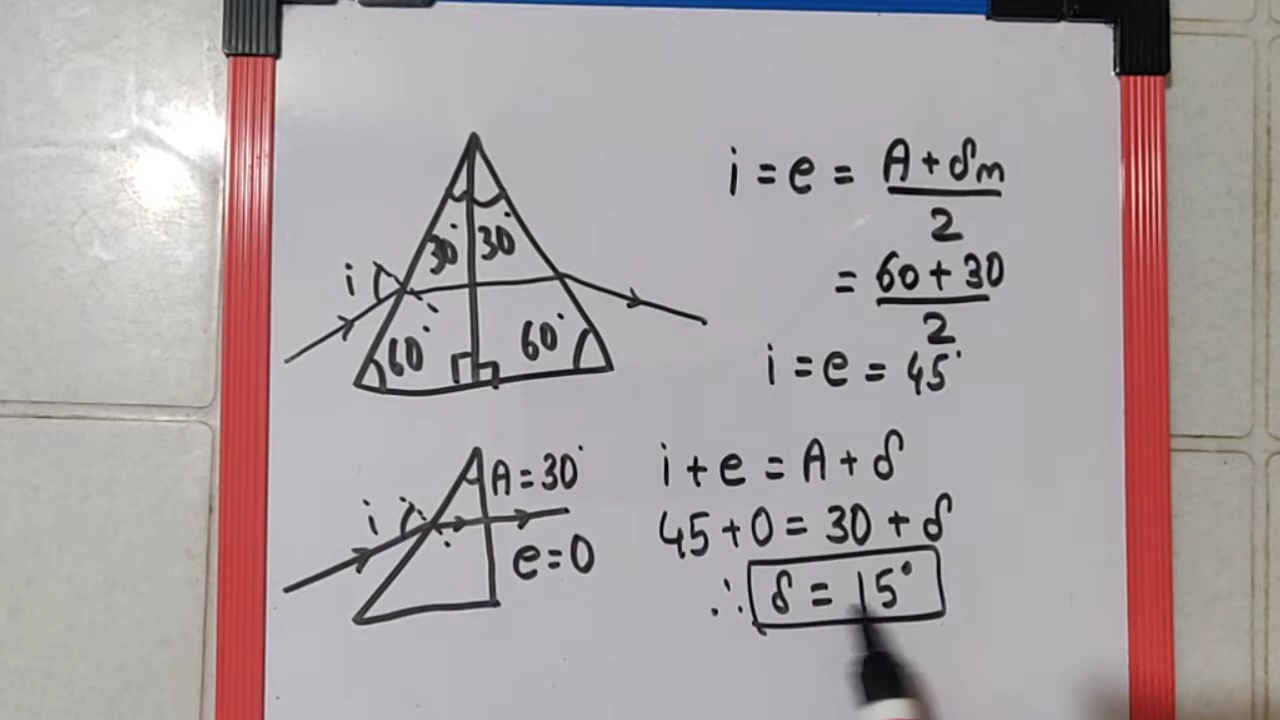 30° 30°
i
60° 60°
i = e = A + δm / 2
= 60 + 30 / 2
i = e = 45°
A = 30°
i
e = 0
i + e = A + δ
45 + 0 = 30 + δ
∴ δ = 15°